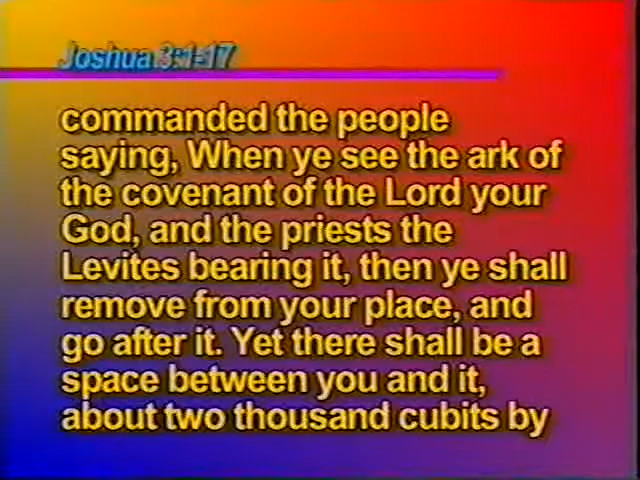 Joshua 3:1-17
commanded the people
saying, When ye see the ark of
the covenant of the Lord your
God, and the priests the
Levites bearing it, then ye shall
remove from your place, and
go after it. Yet there shall be a
space between you and it,
about two thousand cubits by